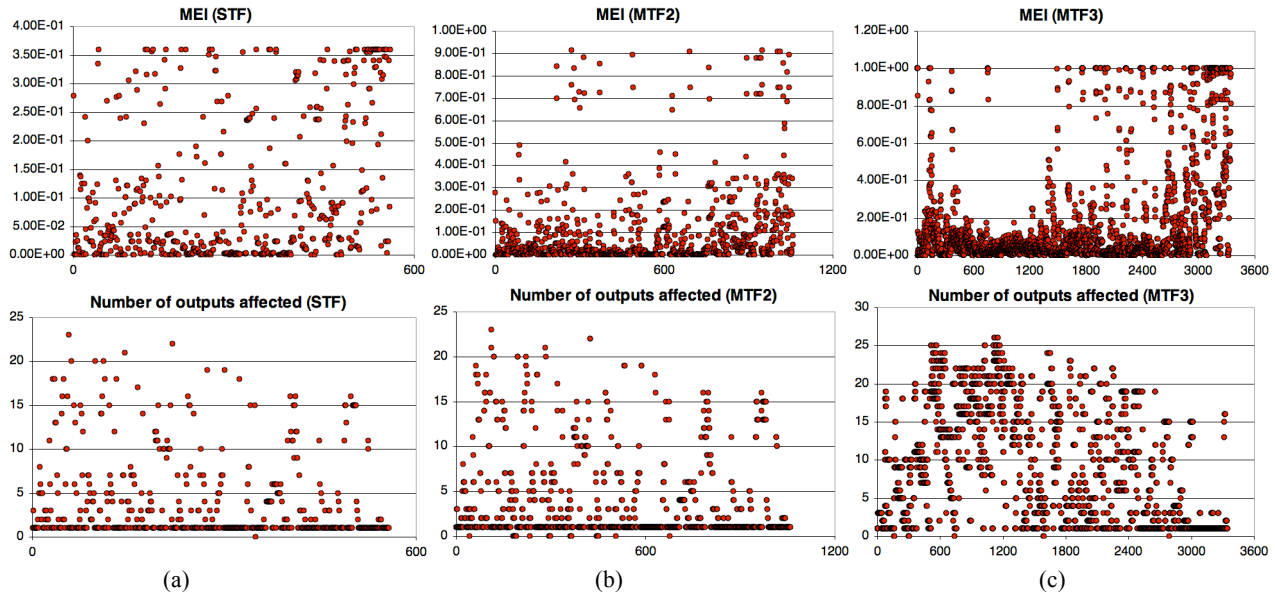 MEI (STF)
4.00E-01
3.50E-01
3.00E-01
2.50E-01
2.00E-01
1.50E-01
1.00E-01
5.00E-02
0.00E+00
0
600
MEI (MTF2)
1.00E+00
9.00E-01
8.00E-01
7.00E-01
6.00E-01
5.00E-01
4.00E-01
3.00E-01
2.00E-01
1.00E-01
0.00E+00
0
600
1200
MEI (MTF3)
1.20E+00
1.00E+00
8.00E-01
6.00E-01
4.00E-01
2.00E-01
0.00E+00
0
600
1200
1800
2400
3000
3600
Number of outputs affected (STF)
25
20
15
10
5
0
0
600
Number of outputs affected (MTF2)
25
20
15
10
5
0
0
600
1200
Number of outputs affected (MTF3)
30
25
20
15
10
5
0
0
600
1200
1800
2400
3000
3600
(a)
(b)
(c)